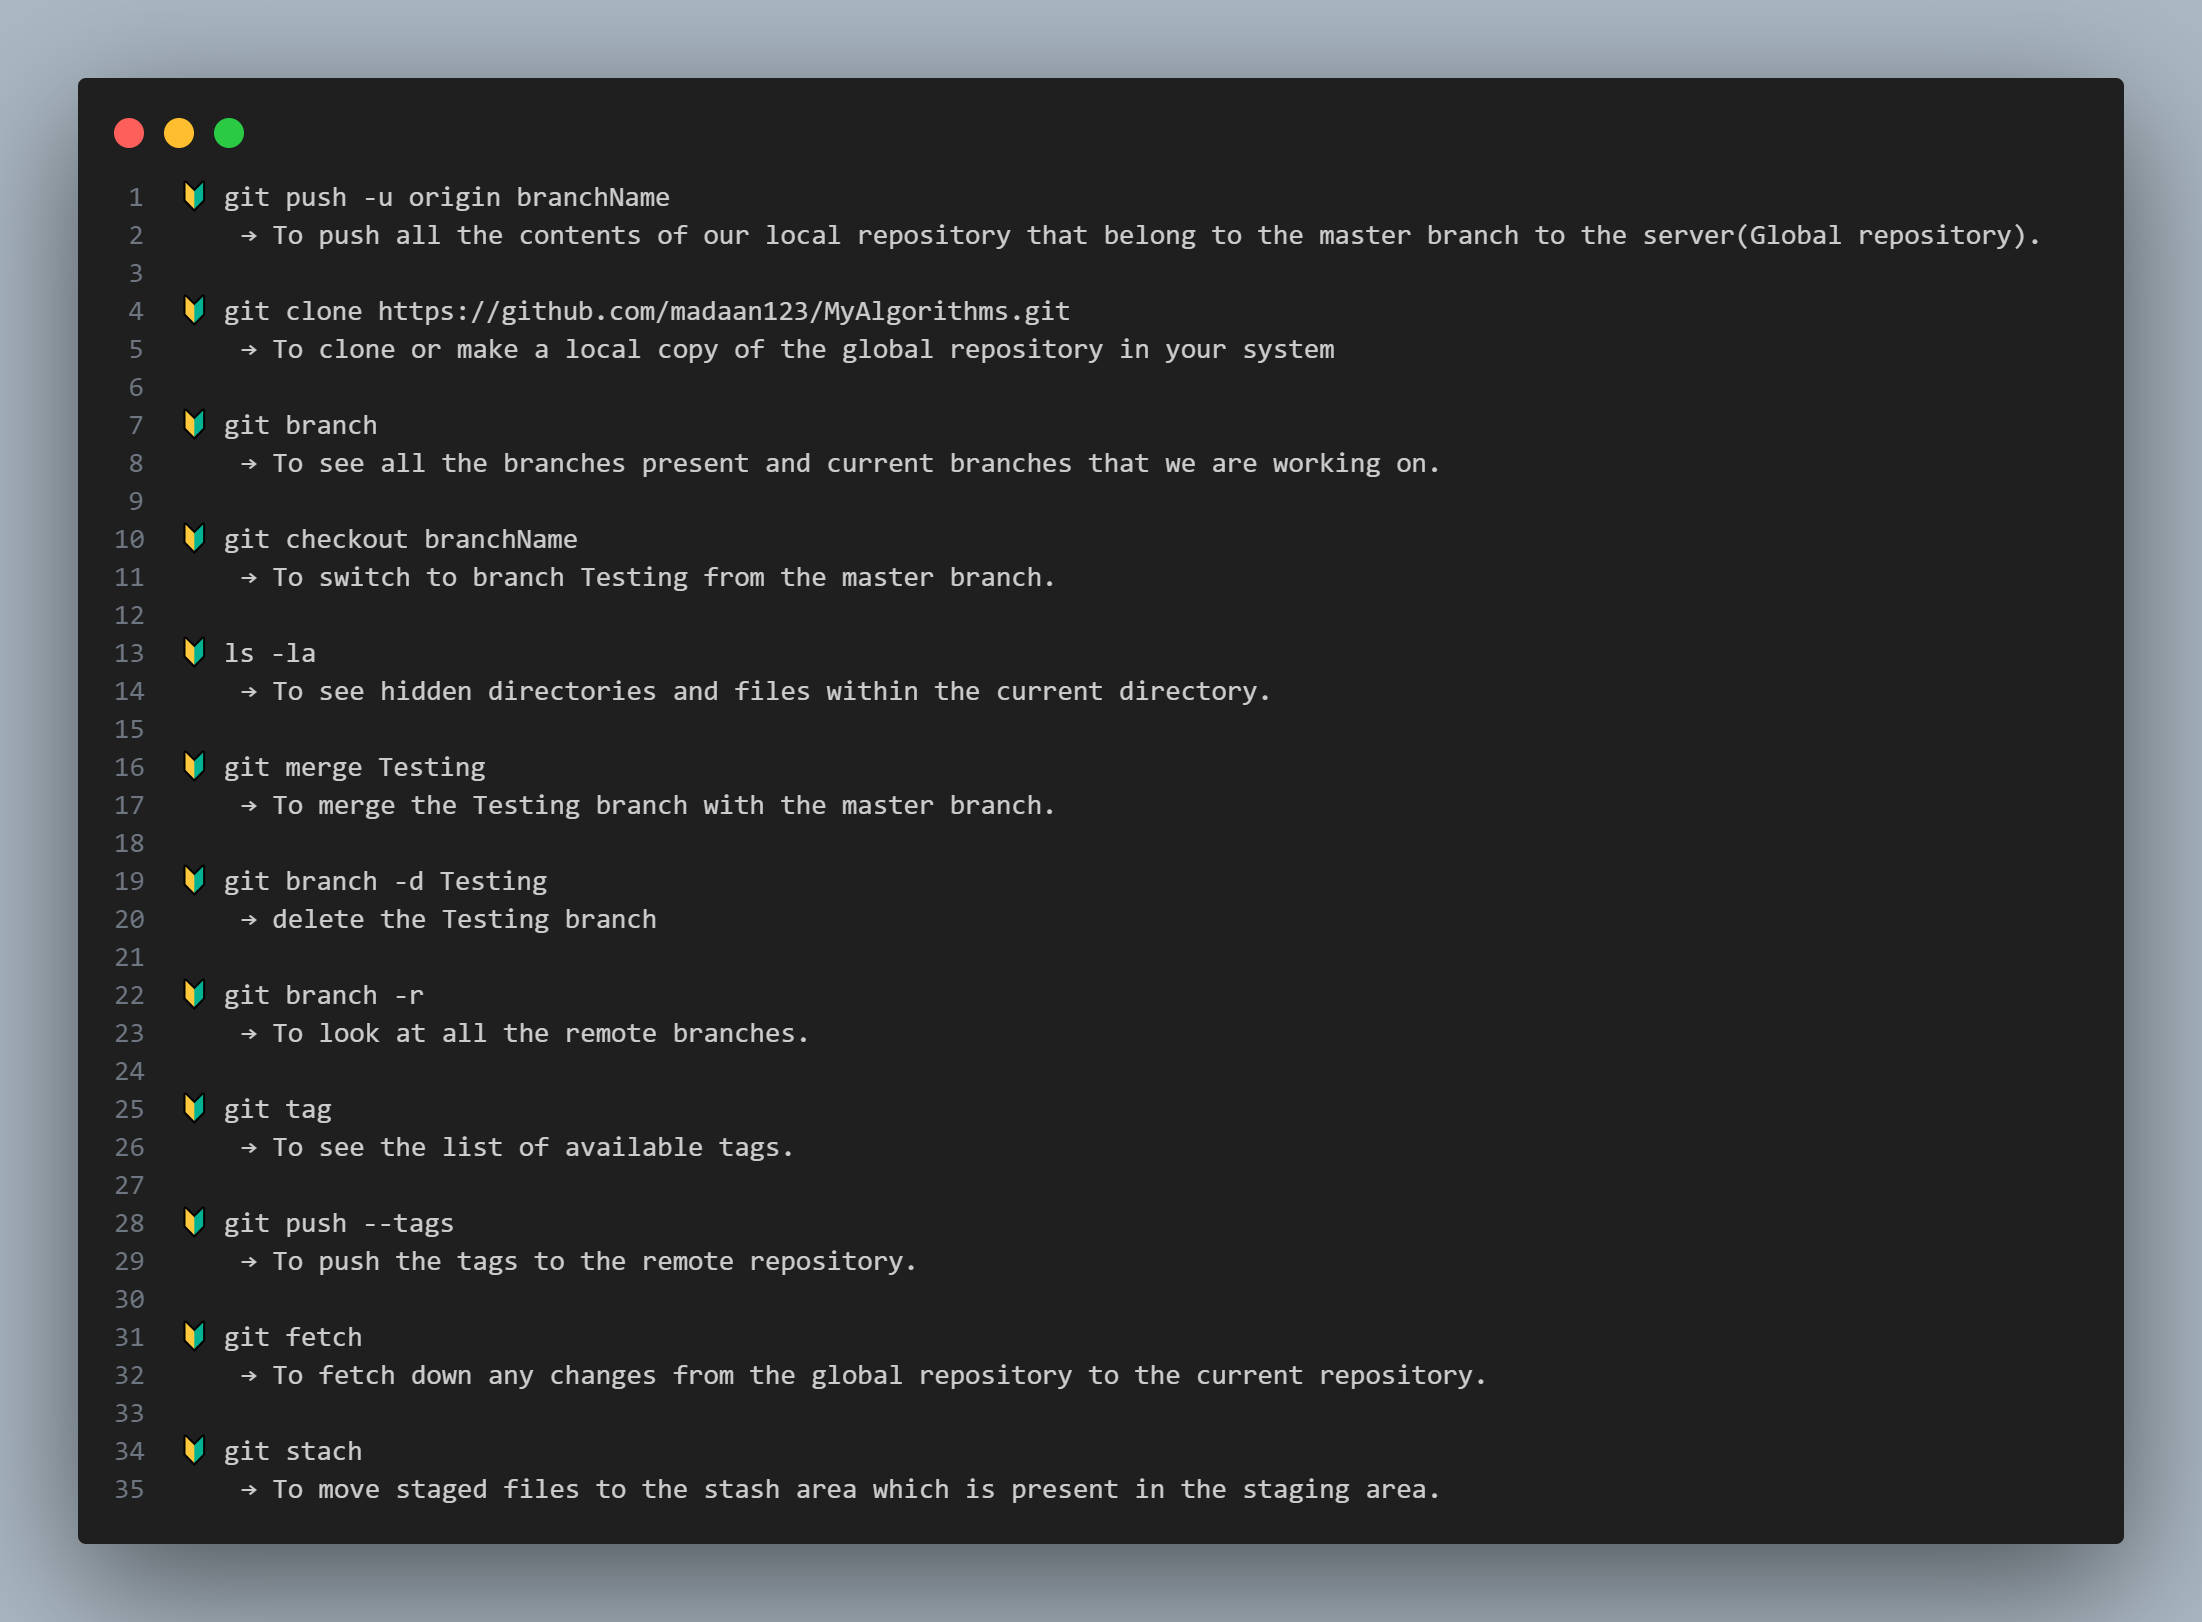 1 🔰 git push -u origin branchName
2 → To push all the contents of our local repository that belong to the master branch to the server(Global repository).
3
4 🔰 git clone https://github.com/madaan123/MyAlgorithms.git
5 → To clone or make a local copy of the global repository in your system
6
7 🔰 git branch
8 → To see all the branches present and current branches that we are working on.
9
10 🔰 git checkout branchName
11 → To switch to branch Testing from the master branch.
12
13 🔰 ls -la
14 → To see hidden directories and files within the current directory.
15
16 🔰 git merge Testing
17 → To merge the Testing branch with the master branch.
18
19 🔰 git branch -d Testing
20 → delete the Testing branch
21
22 🔰 git branch -r
23 → To look at all the remote branches.
24
25 🔰 git tag
26 → To see the list of available tags.
27
28 🔰 git push --tags
29 → To push the tags to the remote repository.
30
31 🔰 git fetch
32 → To fetch down any changes from the global repository to the current repository.
33
34 🔰 git stach
35 → To move staged files to the stash area which is present in the staging area.